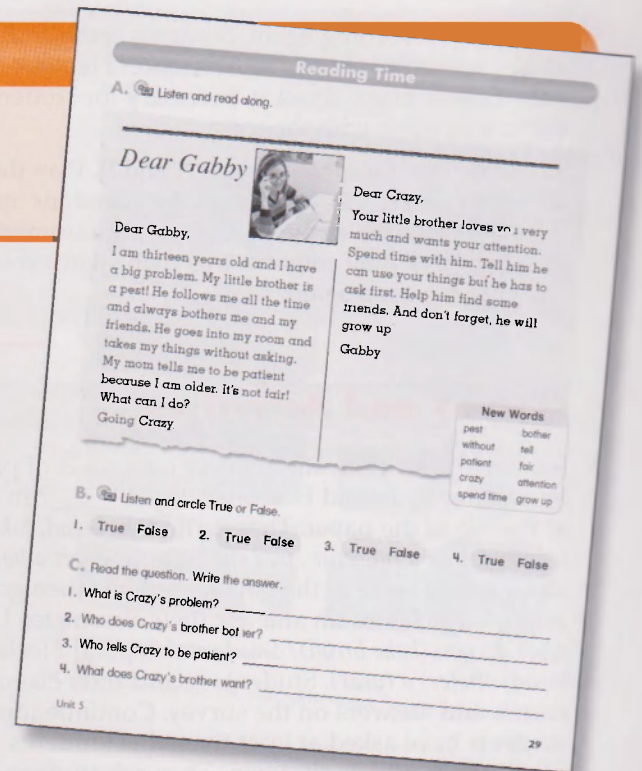 Reading Time
A. Listen and read along.
Dear Gabby
Dear Gabby,
I am thirteen years old and I have
a big problem. My little brother is
a pest! He follows me all the time
and always bothers me and my
friends. He goes into my room and
takes my things without asking.
My mom tells me to be patient
because I am older. It's not fair!
What can I do?
Going Crazy
Dear Crazy,
Your little brother loves you very
much and wants your attention.
Spend time with him. Tell him he
can use your things but he has to
ask first. Help him find some
friends. And don't forget, he will
grow up
Gabby
New Words
pest bother
without tell
patient fair
crazy attention
spend time grow up
B. Listen and circle True or False.
1. True False 2. True False 3. True False 4. True False
C. Read the question. Write the answer.
1. What is Crazy's problem?
2. Who does Crazy's brother bother?
3. Who tells Crazy to be patient?
4. What does Crazy's brother want?
Unit 5
29